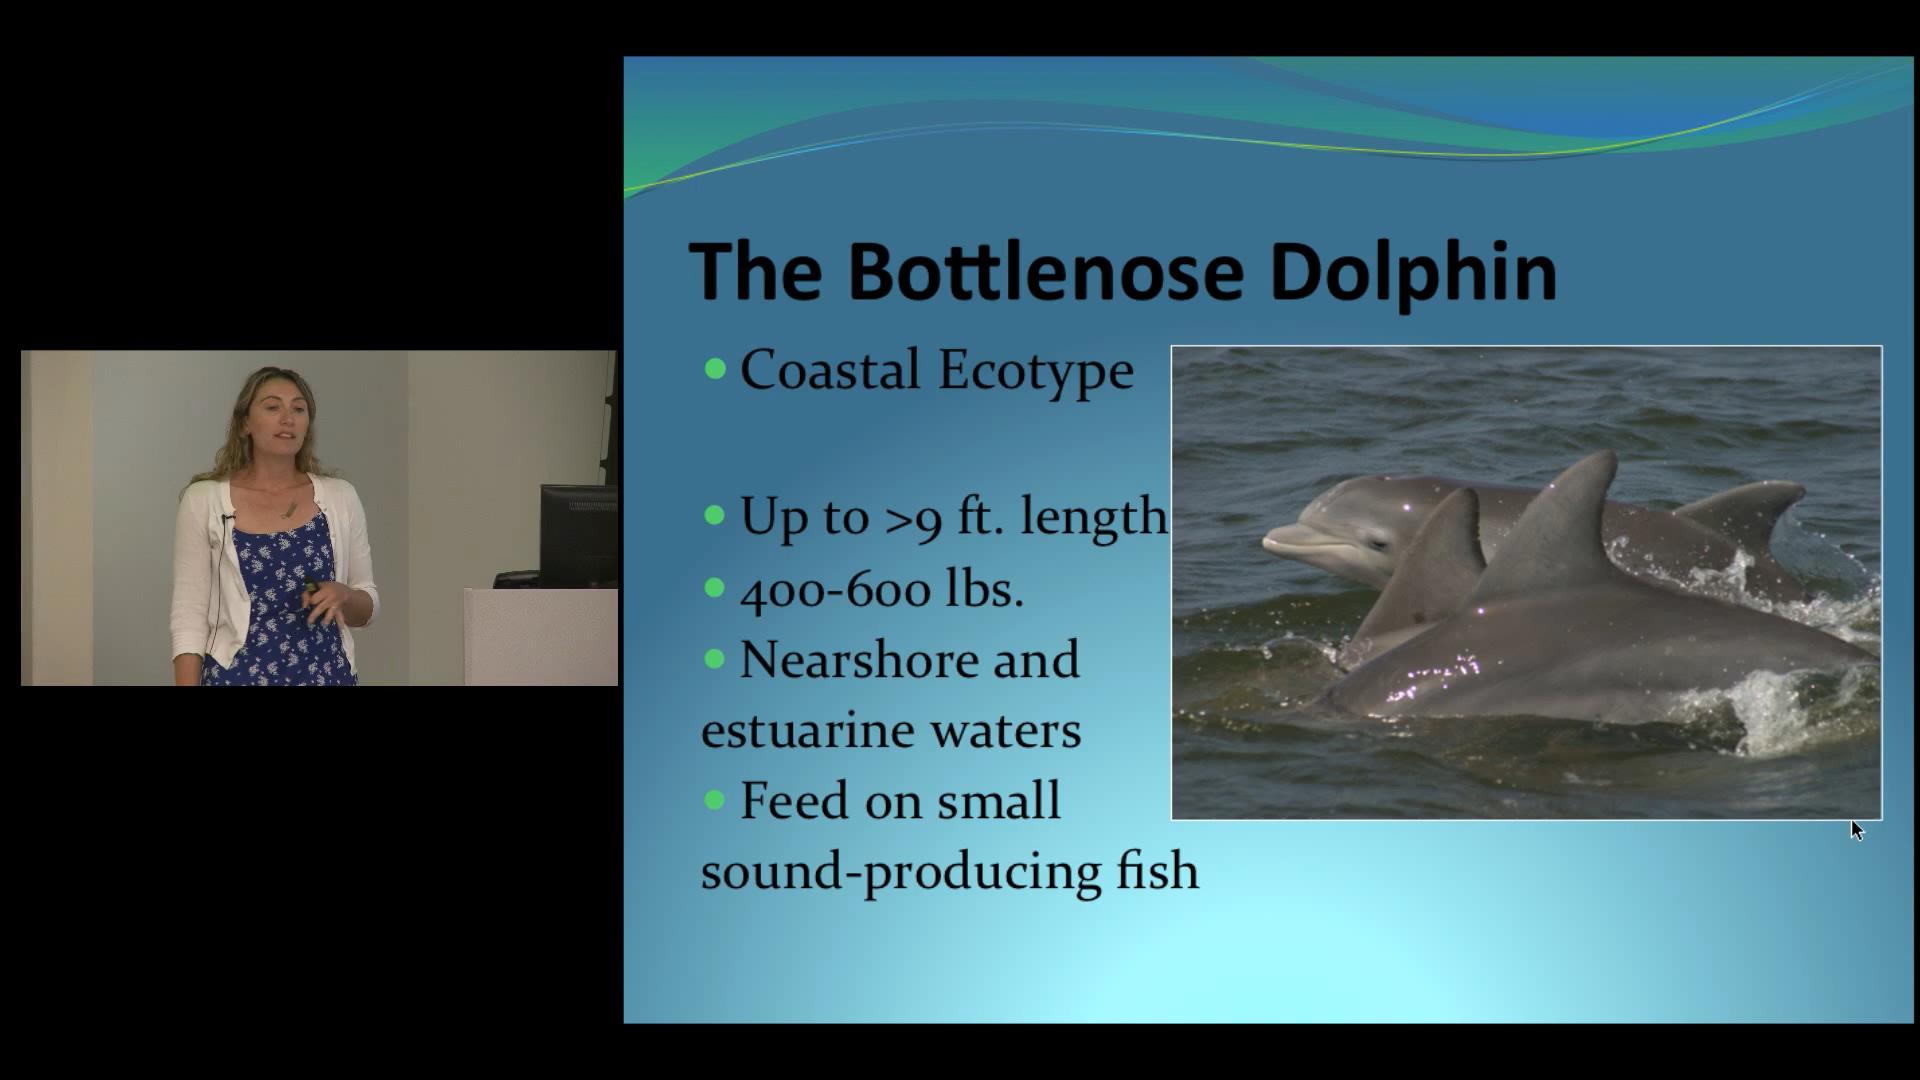 The Bottlenose Dolphin
• Coastal Ecotype
• Up to >9 ft. length
• 400-600 lbs.
• Nearshore and
estuarine waters
• Feed on small
sound-producing fish